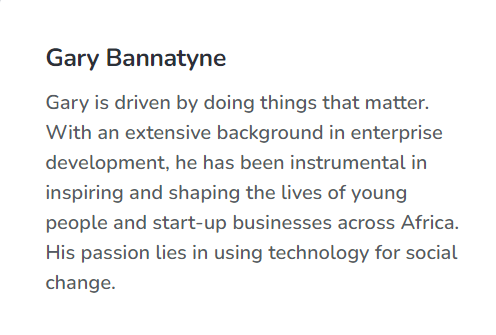 Gary Bannatyne
Gary is driven by doing things that matter.
With an extensive background in enterprise
development, he has been instrumental in
inspiring and shaping the lives of young
people and start-up businesses across Africa.
His passion lies in using technology for social
change.